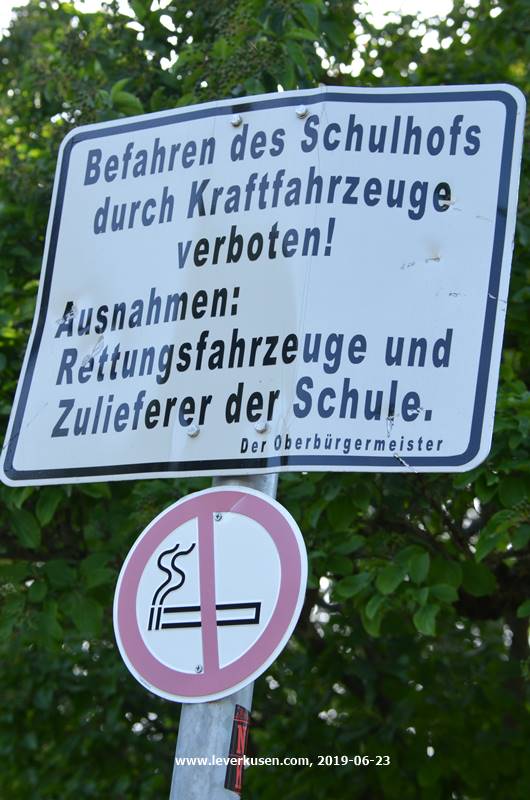 Befahren des Schulhofs
durch Kraftfahrzeuge
verboten!
Ausnahmen:
Rettungsfahrzeuge und
Zulieferer der Schule.
Der Oberbürgermeister
www.leverkusen.com, 2019-06-23